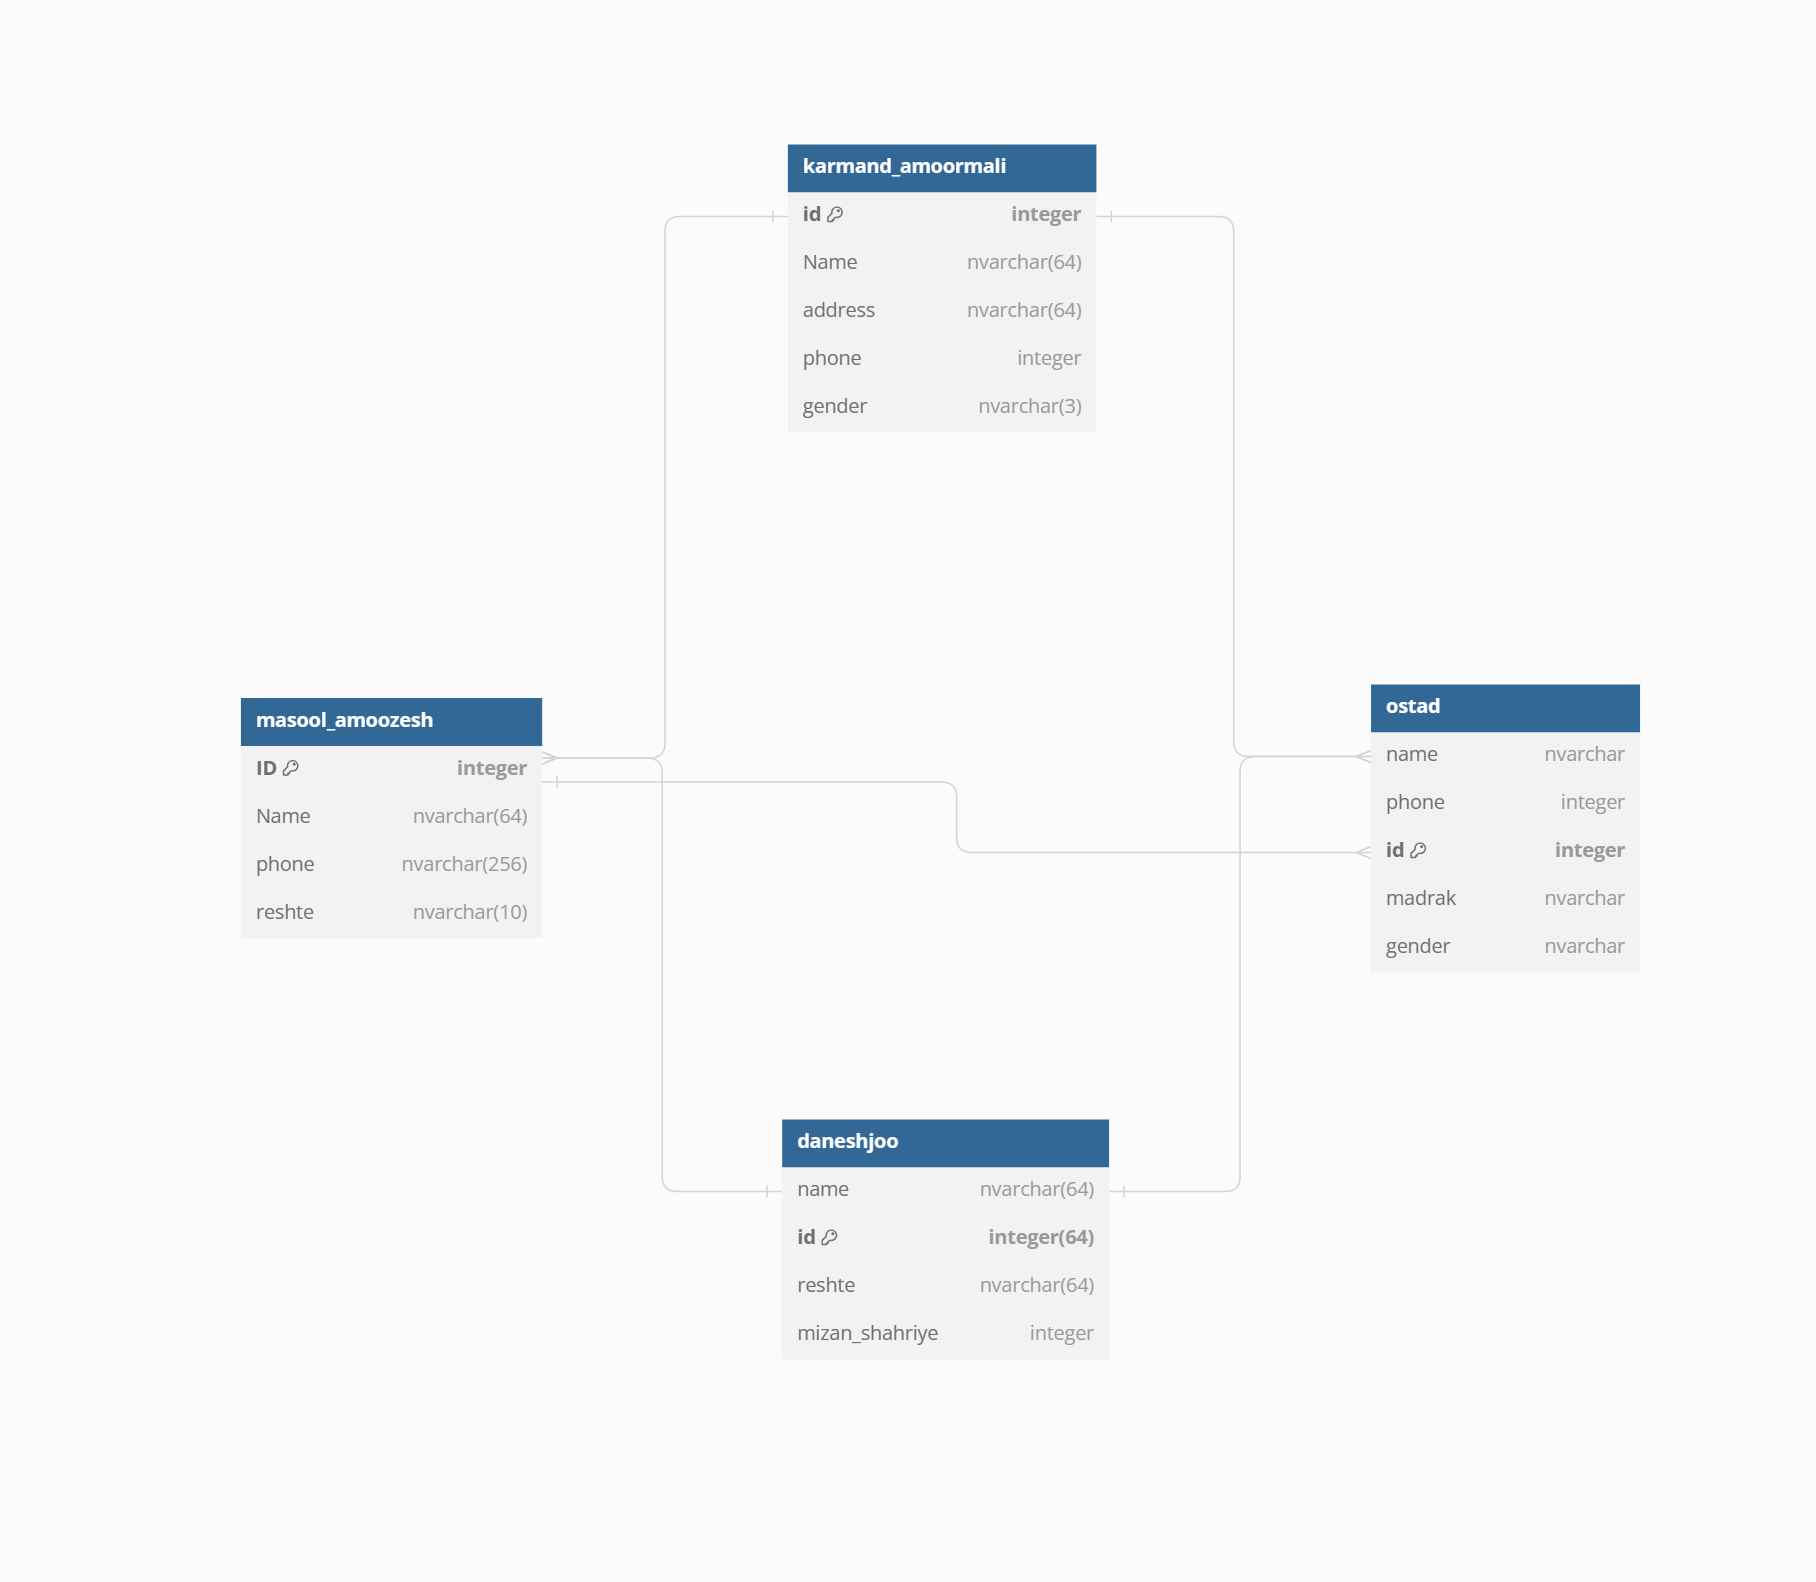 karmand_amoormali
id integer
Name nvarchar(64)
address nvarchar(64)
phone integer
gender nvarchar(3)
masool_amoozesh
ID integer
Name nvarchar(64)
phone nvarchar(256)
reshte nvarchar(10)
ostad
name nvarchar
phone integer
id integer
madrak nvarchar
gender nvarchar
daneshjoo
name nvarchar(64)
id integer(64)
reshte nvarchar(64)
mizan_shahriye integer